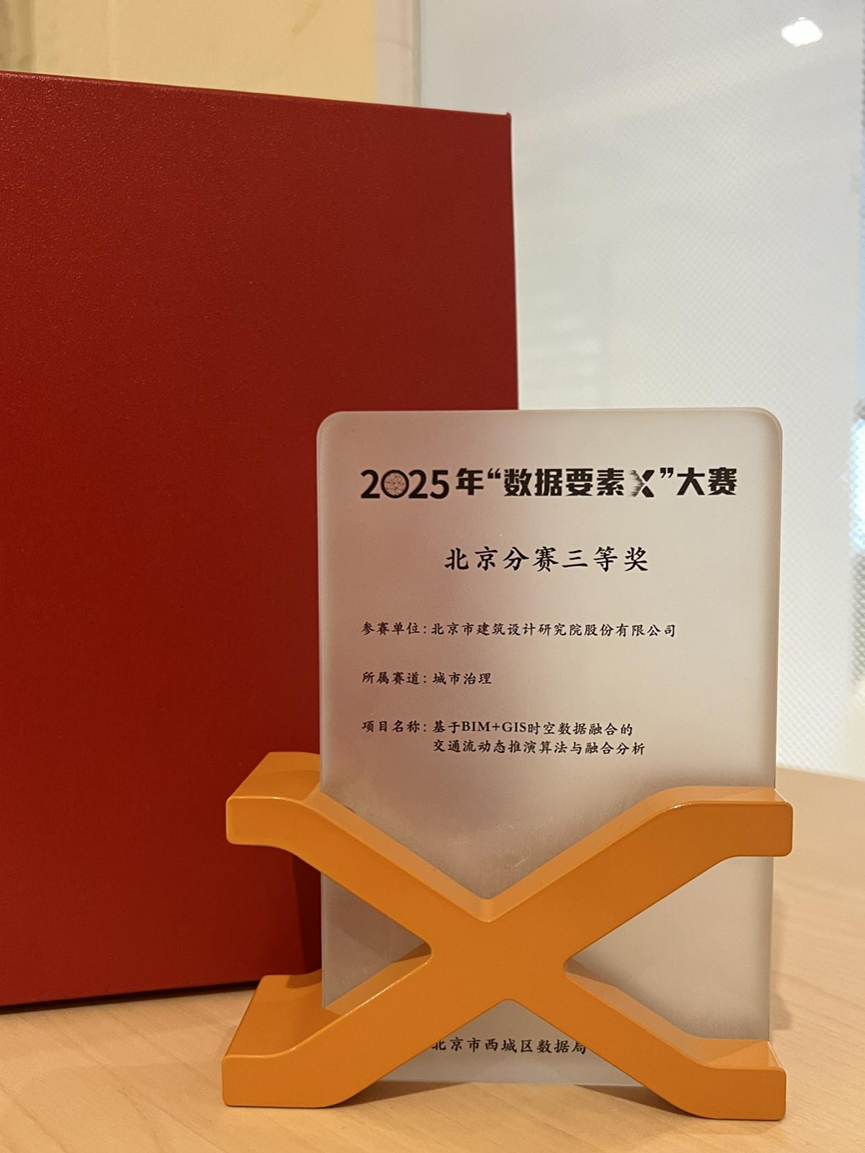 2025年“数据要素X”大赛
北京分赛三等奖
参赛单位：北京市建筑设计研究院股份有限公司
所属赛道：城市治理
项目名称：基于BIM+GIS时空数据融合的
交通流动态推演算法与融合分析
北京市西城区数据局